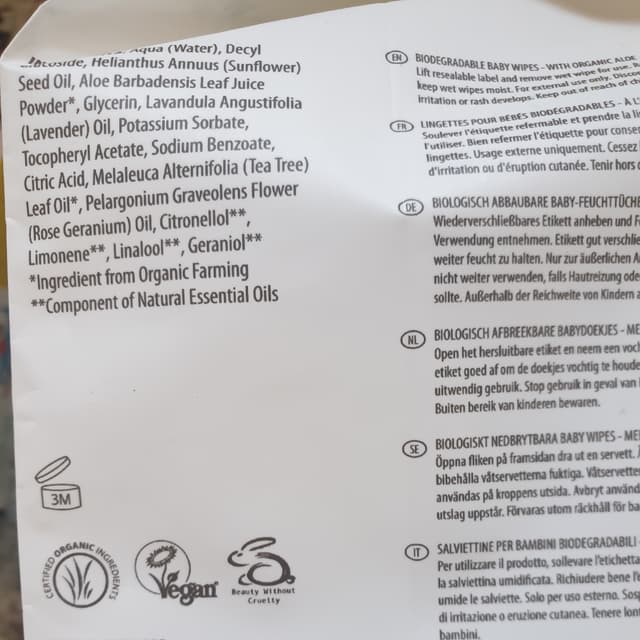 Aqua (Water), Decyl
Helianthus Annuus (Sunflower)
Seed Oil, Aloe Barbadensis Leaf Juice
Powder*, Glycerin, Lavandula Angustifolia
(Lavender) Oil, Potassium Sorbate,
Tocopheryl Acetate, Sodium Benzoate,
Citric Acid, Melaleuca Alternifolia (Tea Tree)
Leaf Oil*, Pelargonium Graveolens Flower
(Rose Geranium) Oil, Citronellol**,
Limonene**, Linalool**, Geraniol**
*Ingredient from Organic Farming
**Component of Natural Essential Oils
3M
CERTIFIED ORGANIC INGREDIENTS
Vegan
Beauty Without
Cruelty
EN BIODEGRADABLE BABY WIPES - WITH ORGANIC ALOE
Lift resealable label and remove wet wipe for use.
keep wet wipes moist. For external use only.
irritation or rash develops. Keep out of reach of
FR LINGETTES POUR BÉBÉS BIODÉGRADABLES - À
Soulever l'étiquette refermable et prendre la
l'utiliser. Bien refermer l'étiquette pour
lingettes. Usage externe uniquement. Cessez
d'irritation ou d'éruption cutanée. Tenir hors
DE BIOLOGISCH ABBAUBARE BABY-FEUCHTTÜCHE
Wiederverschließbares Etikett anheben und
Verwendung entnehmen. Etikett gut
weiter feucht zu halten. Nur zur äußerlichen
nicht weiter verwenden, falls Hautreizung
sollte. Außerhalb der Reichweite von Kindern
NL BIOLOGISCH AFBREEKBARE BABYDOEKJES -
Open het hersluitbare etiket en neem een
etiket goed af om de doekjes vochtig te
uitwendig gebruik. Stop gebruik in geval van
Buiten bereik van kinderen bewaren.
SE BIOLOGISKT NEDBRYTBARA BABY WIPES -
Öppna fliken på framsidan dra ut en servett.
bibehålla våtservetterna fuktiga.
användas på kroppens utsida. Avbryt
utslag uppstår. Förvaras utom räckhåll för
IT SALVIETTINE PER BAMBINI BIODEGRADABILI
Per utilizzare il prodotto, sollevare l'etichetta
la salviettina umidificata. Richiudere bene
umide le salviette. Solo per uso esterno.
di irritazione o eruzione cutanea. Tenere
bambini.